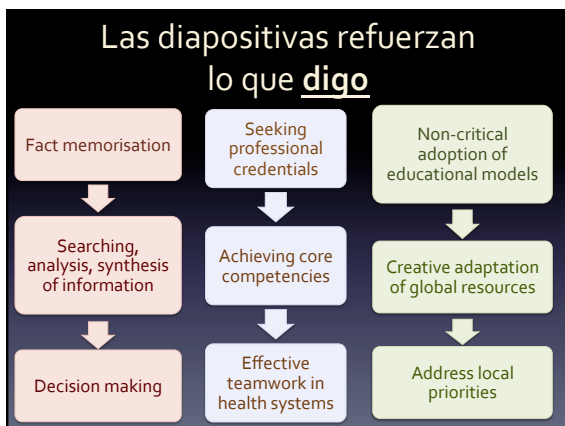 Las diapositivas refuerzan
lo que digo
Fact memorisation
Searching,
analysis, synthesis
of information
Decision making
Seeking
professional
credentials
Achieving core
competencies
Effective
teamwork in
health systems
Non-critical
adoption of
educational models
Creative adaptation
of global resources
Address local
priorities